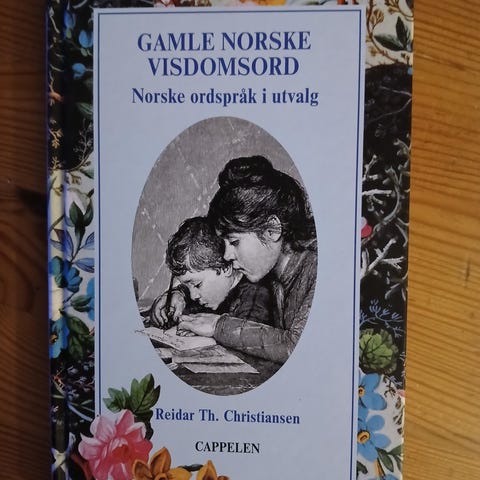 GAMLE NORSKE
VISDOMSORD
Norske ordspråk i utvalg
Reidar Th. Christiansen
CAPPELEN